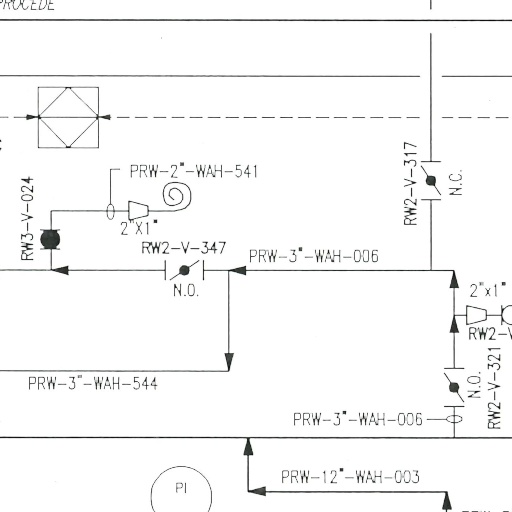 PROCEDE
PRW-2"-WAH-541
RW3-V-024
2"X1"
RW2-V-347
N.O.
PRW-3"-WAH-006
RW2-V-317
N.C.
2"x1"
RW2-V
N.O.
RW2-V-321
PRW-3"-WAH-544
PRW-3"-WAH-006
PRW-12"-WAH-003
PI